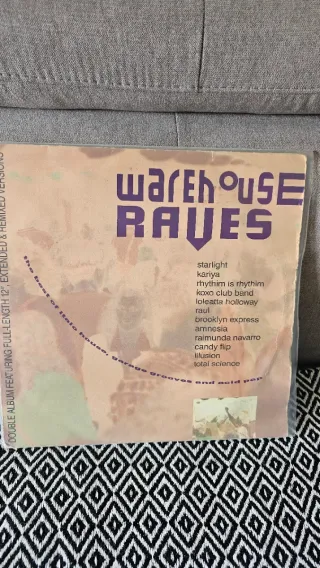 warehouse
RAVES
starlight
kariya
rhythim is rhythim
koxo club band
loleatta holloway
raul
brooklyn express
amnesia
raimunda navarro
candy flip
illusion
total science
the best of italo house, garage grooves and acid pop
DOUBLE ALBUM FEATURING FULL-LENGTH 12", EXTENDED & REMIXED VERSIONS